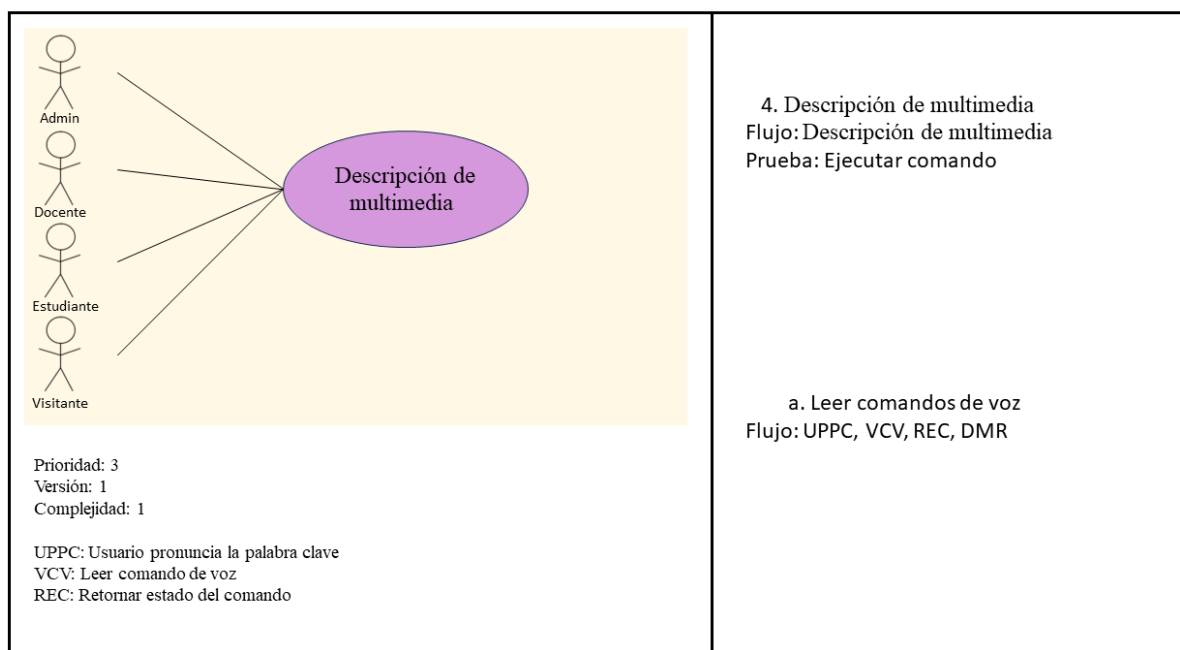 Admin
Docente
Estudiante
Visitante
Descripción de
multimedia
Prioridad: 3
Versión: 1
Complejidad: 1
UPPC: Usuario pronuncia la palabra clave
VCV: Leer comando de voz
REC: Retornar estado del comando
4. Descripción de multimedia
Flujo: Descripción de multimedia
Prueba: Ejecutar comando
a. Leer comandos de voz
Flujo: UPPC, VCV, REC, DMR